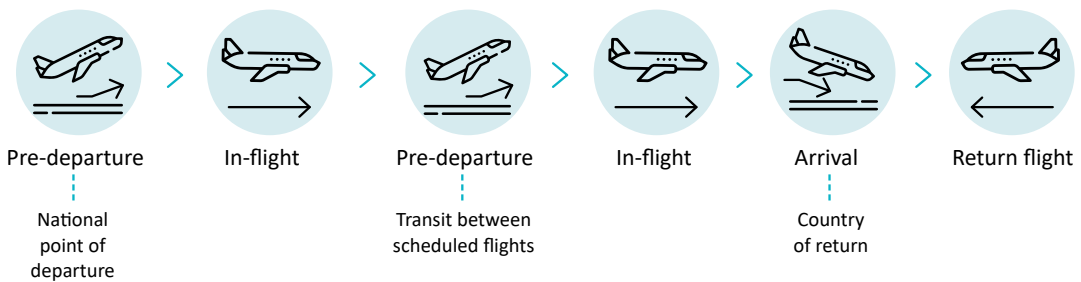 Pre-departure
In-flight
Pre-departure
In-flight
Arrival
Return flight
National
point of
departure
Transit between
scheduled flights
Country
of return